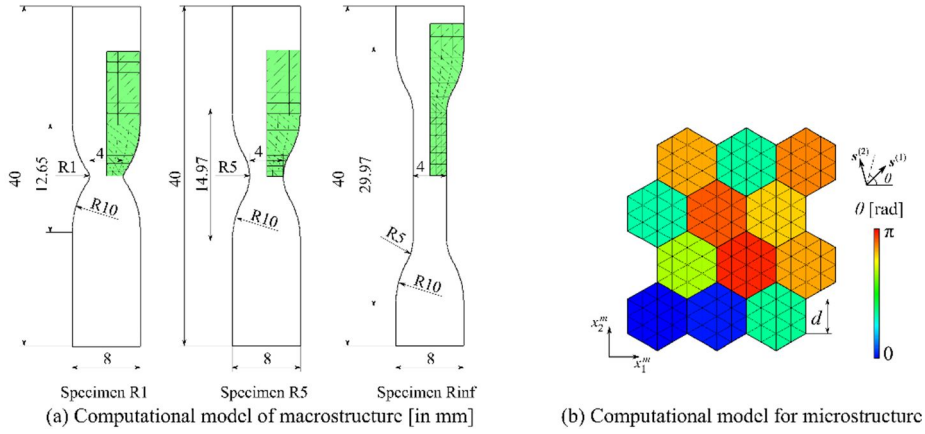 40
12.65
R1
4
R10
8
Specimen R1
40
14.97
R5
4
R10
8
Specimen R5
40
29.97
4
R5
R10
8
Specimen Rinf
(a) Computational model of macrostructure [in mm]
s(2)
s(1)
θ
θ [rad]
π
0
d
x2m
x1m
(b) Computational model for microstructure